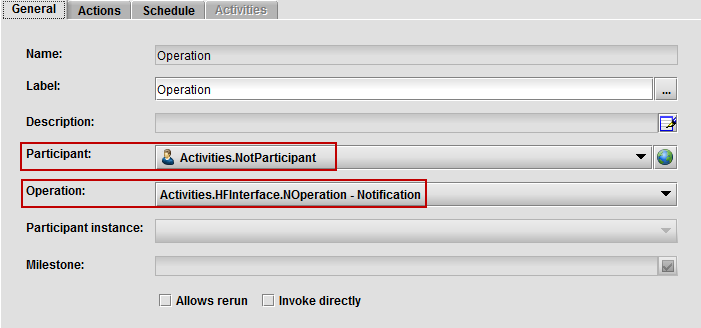 General Actions Schedule Activities
Name: Operation
Label: Operation ...
Description:
Participant: Activities.NotParticipant
Operation: Activities.HFInterface.NOperation - Notification
Participant instance:
Milestone:
Allows rerun Invoke directly